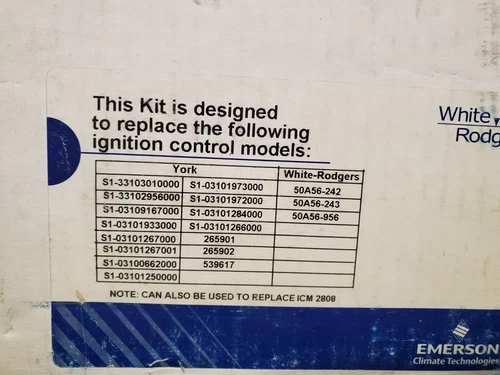 This Kit is designed
to replace the following
ignition control models:
White
Rodg
York White-Rodgers
S1-33103010000 S1-03101973000 50A56-242
S1-33102956000 S1-03101972000 50A56-243
S1-03109167000 S1-03101284000 50A56-956
S1-03101933000 S1-03101266000
S1-03101267000 265901
S1-03101267001 265902
S1-03100662000 539617
S1-03101250000
NOTE: CAN ALSO BE USED TO REPLACE ICM 2808
EMERSON
Climate Technologies